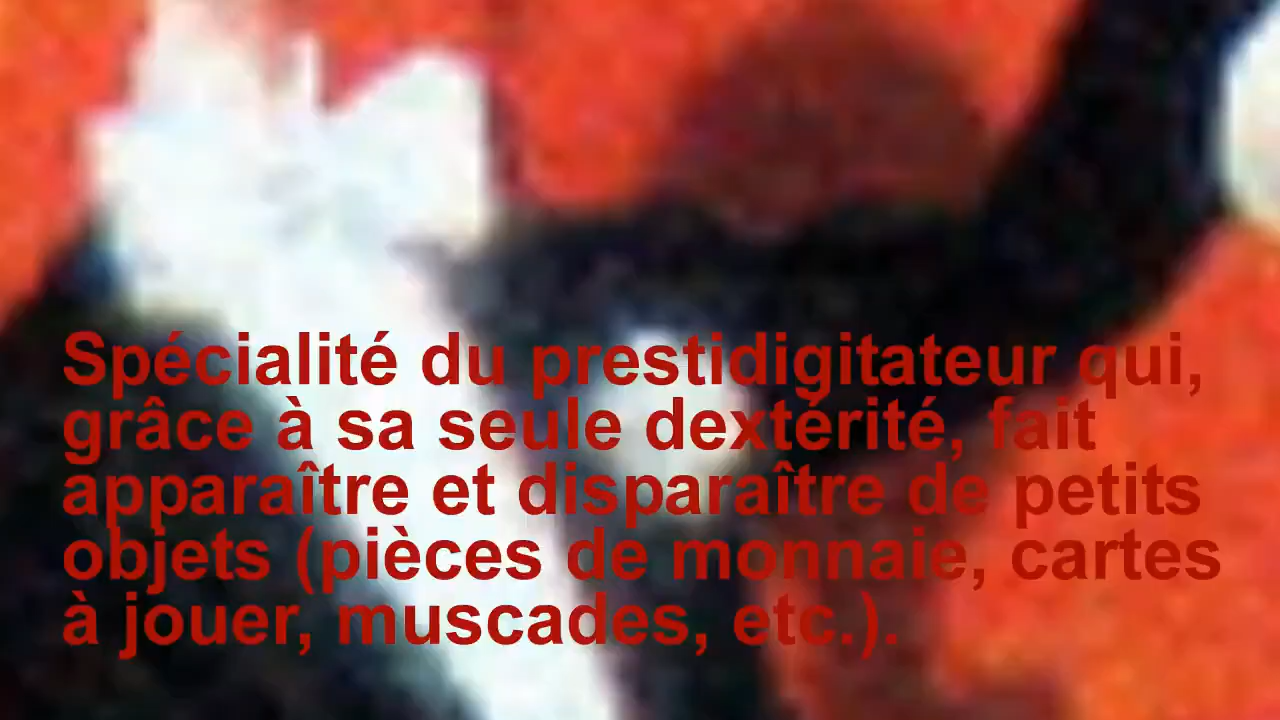 Spécialité du prestidigitateur qui,
grâce à sa seule dextérité, fait
apparaître et disparaître de petits
objets (pièces de monnaie, cartes
à jouer, muscades, etc.).